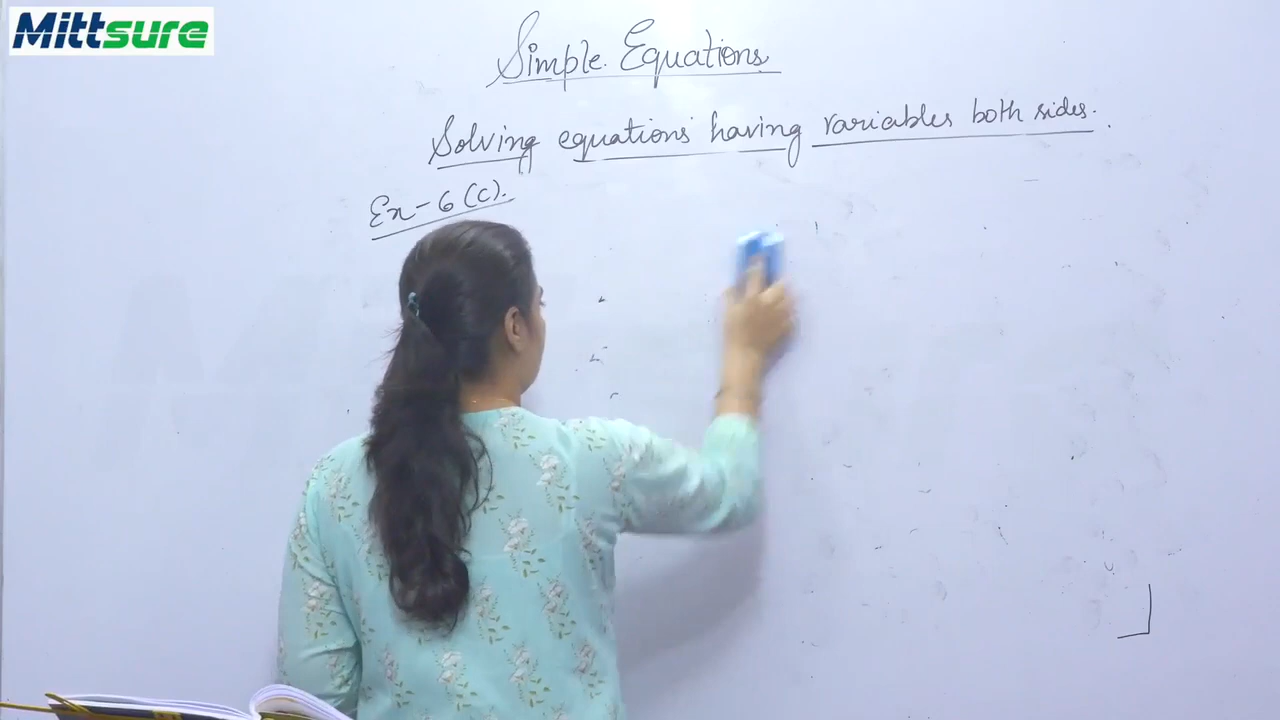 Mittsure
Simple Equations
Solving equations having variables both sides.
Ex-6(C).